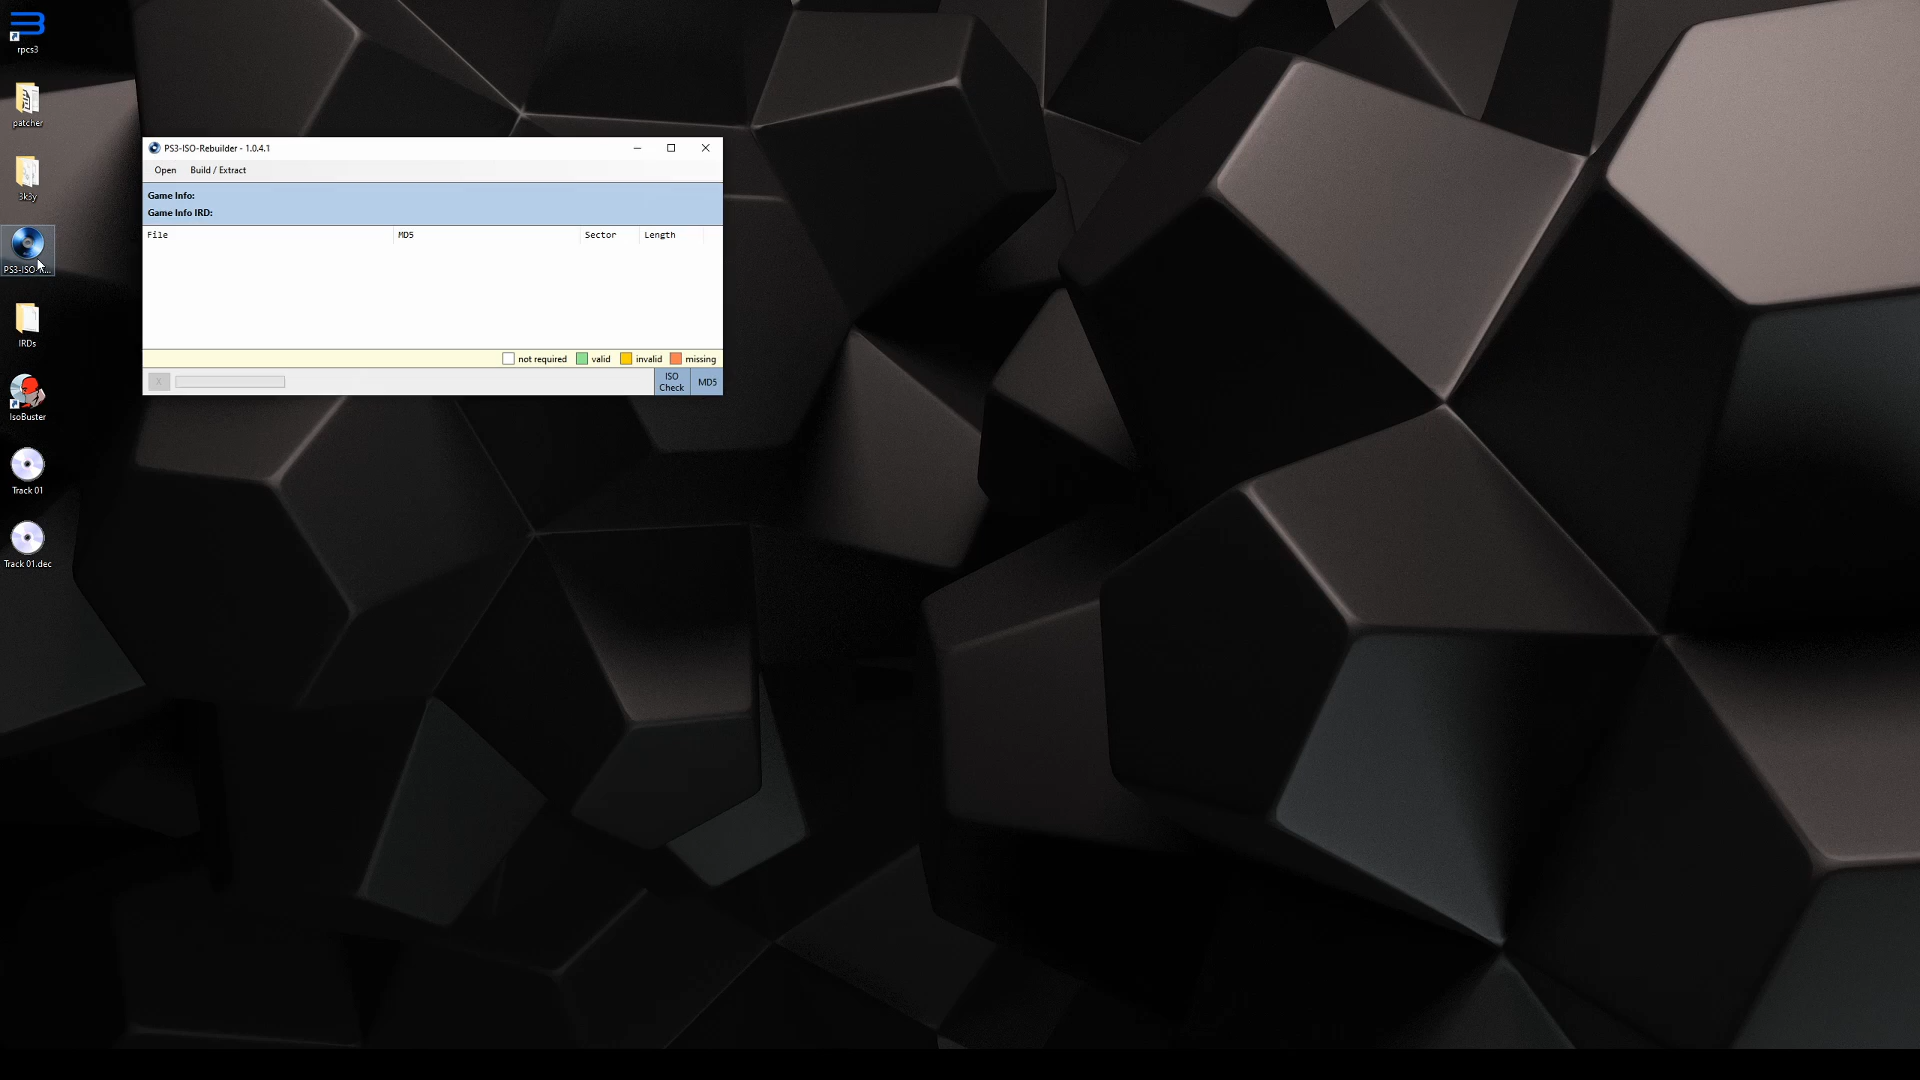 rpcs3
patcher
3k3y
PS3-ISO-R...
IRDs
IsoBuster
Track 01
Track 01.dec
PS3-ISO-Rebuilder - 1.0.4.1
Open Build / Extract
Game Info:
Game Info IRD:
File MD5 Sector Length
not required valid invalid missing
X
ISO
Check
MD5